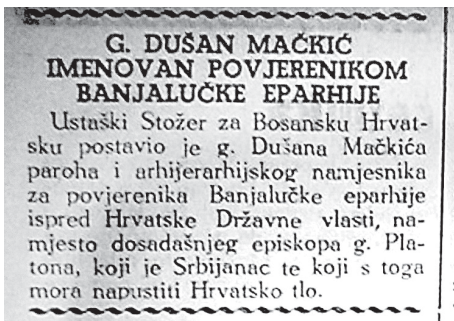 G. DUŠAN MAČKIĆ
IMENOVAN POVJERENIKOM
BANJALUČKE EPARHIJE
Ustaški Stožer za Bosansku Hrvat-
sku postavio je g. Dušana Mačkića
paroha i arhijerarhijskog namjesnika
za povjerenika Banjalučke eparhije
ispred Hrvatske Državne vlasti, na-
mjesto dosadašnjeg episkopa g. Pla-
tona, koji je Srbijanac te koji s toga
mora napustiti Hrvatsko tlo.